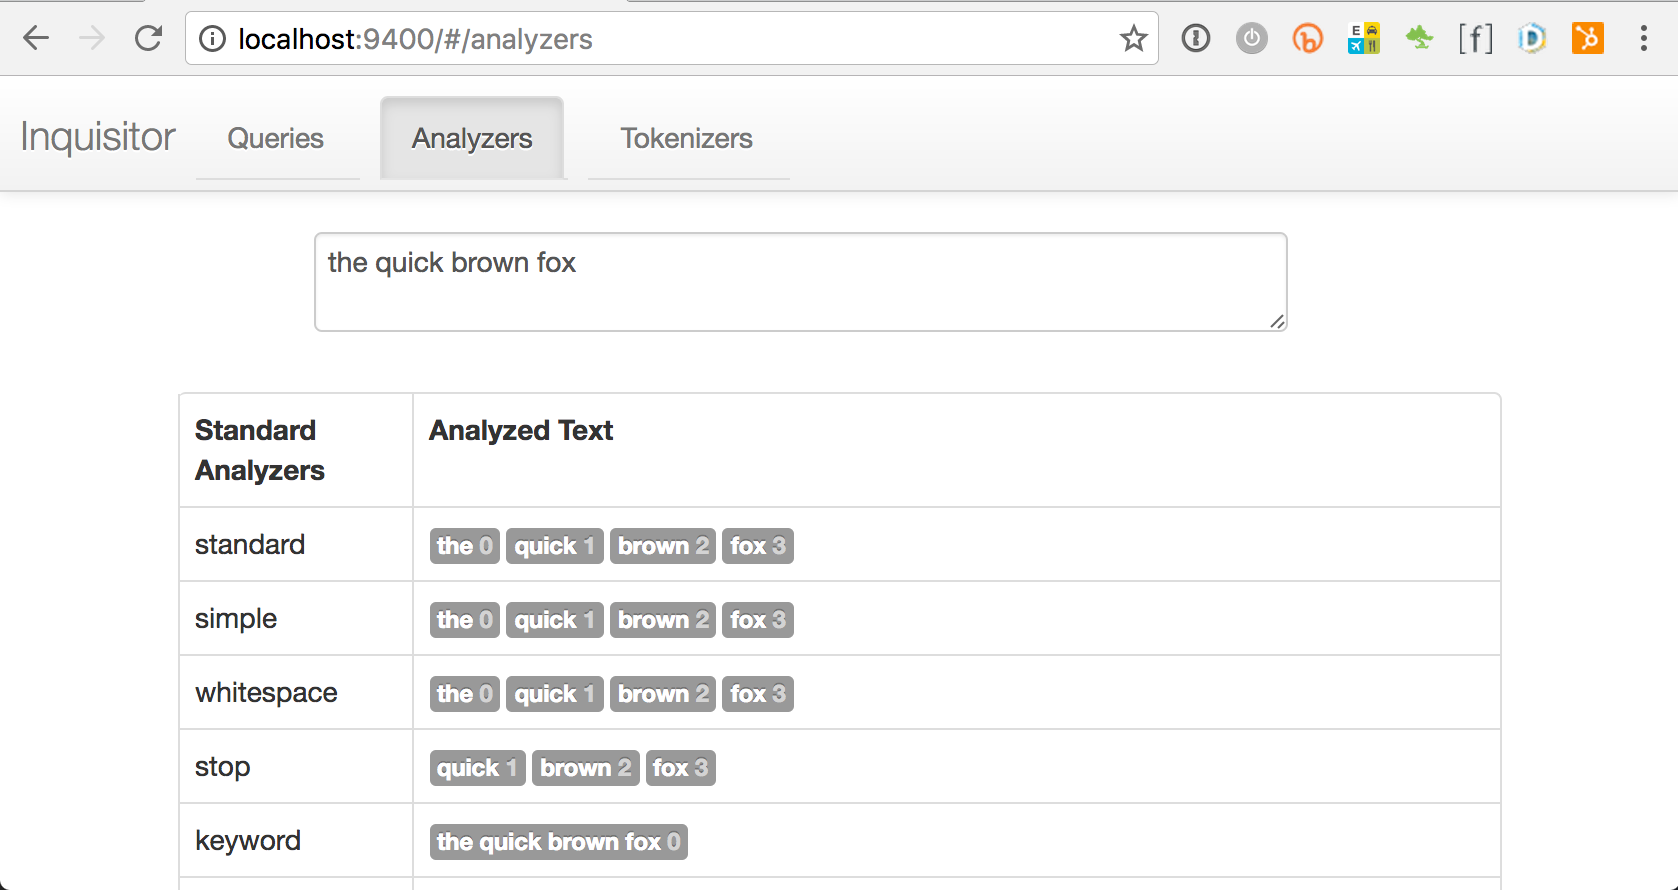 localhost:9400/#/analyzers
Inquisitor Queries Analyzers Tokenizers
the quick brown fox
Standard Analyzed Text
Analyzers
standard the 0 quick 1 brown 2 fox 3
simple the 0 quick 1 brown 2 fox 3
whitespace the 0 quick 1 brown 2 fox 3
stop quick 1 brown 2 fox 3
keyword the quick brown fox 0